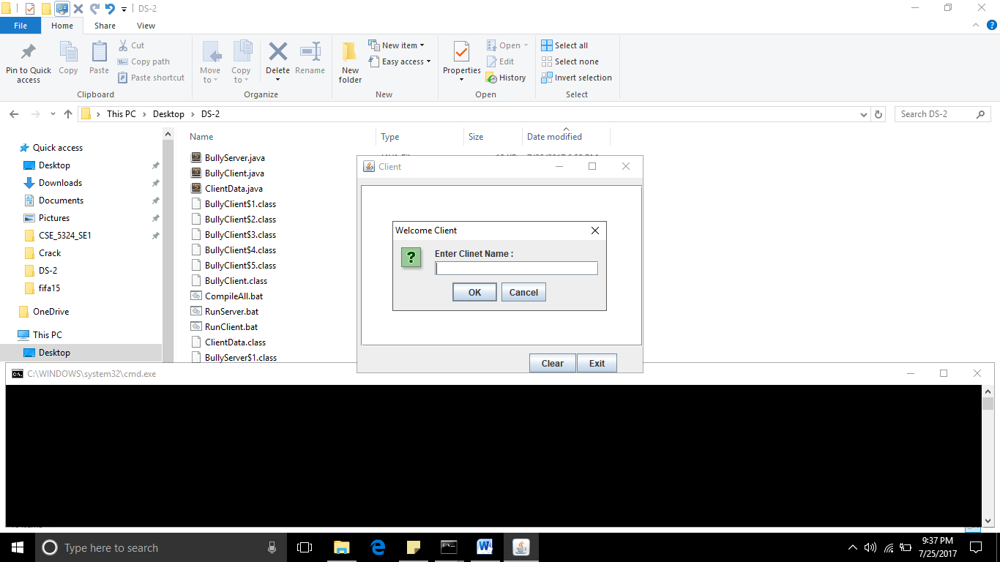 DS-2
File Home Share View
Pin to Quick access
Copy
Paste
Cut
Copy path
Paste shortcut
Clipboard
Move to
Copy to
Delete
Rename
Organize
New folder
New item
Easy access
New
Properties
Open
Edit
History
Open
Select all
Select none
Invert selection
Select
This PC > Desktop > DS-2
Search DS-2
Name Type Size Date modified
Quick access
Desktop
Downloads
Documents
Pictures
CSE_5324_SE1
Crack
DS-2
fifa15
OneDrive
This PC
Desktop
BullyServer.java
BullyClient.java
ClientData.java
BullyClient$1.class
BullyClient$2.class
BullyClient$3.class
BullyClient$4.class
BullyClient$5.class
BullyClient.class
CompileAll.bat
RunServer.bat
RunClient.bat
ClientData.class
BullyServer$1.class
Client
Welcome Client
Enter Clinet Name :
OK Cancel
Clear Exit
C:\WINDOWS\system32\cmd.exe
Type here to search
9:37 PM
7/25/2017